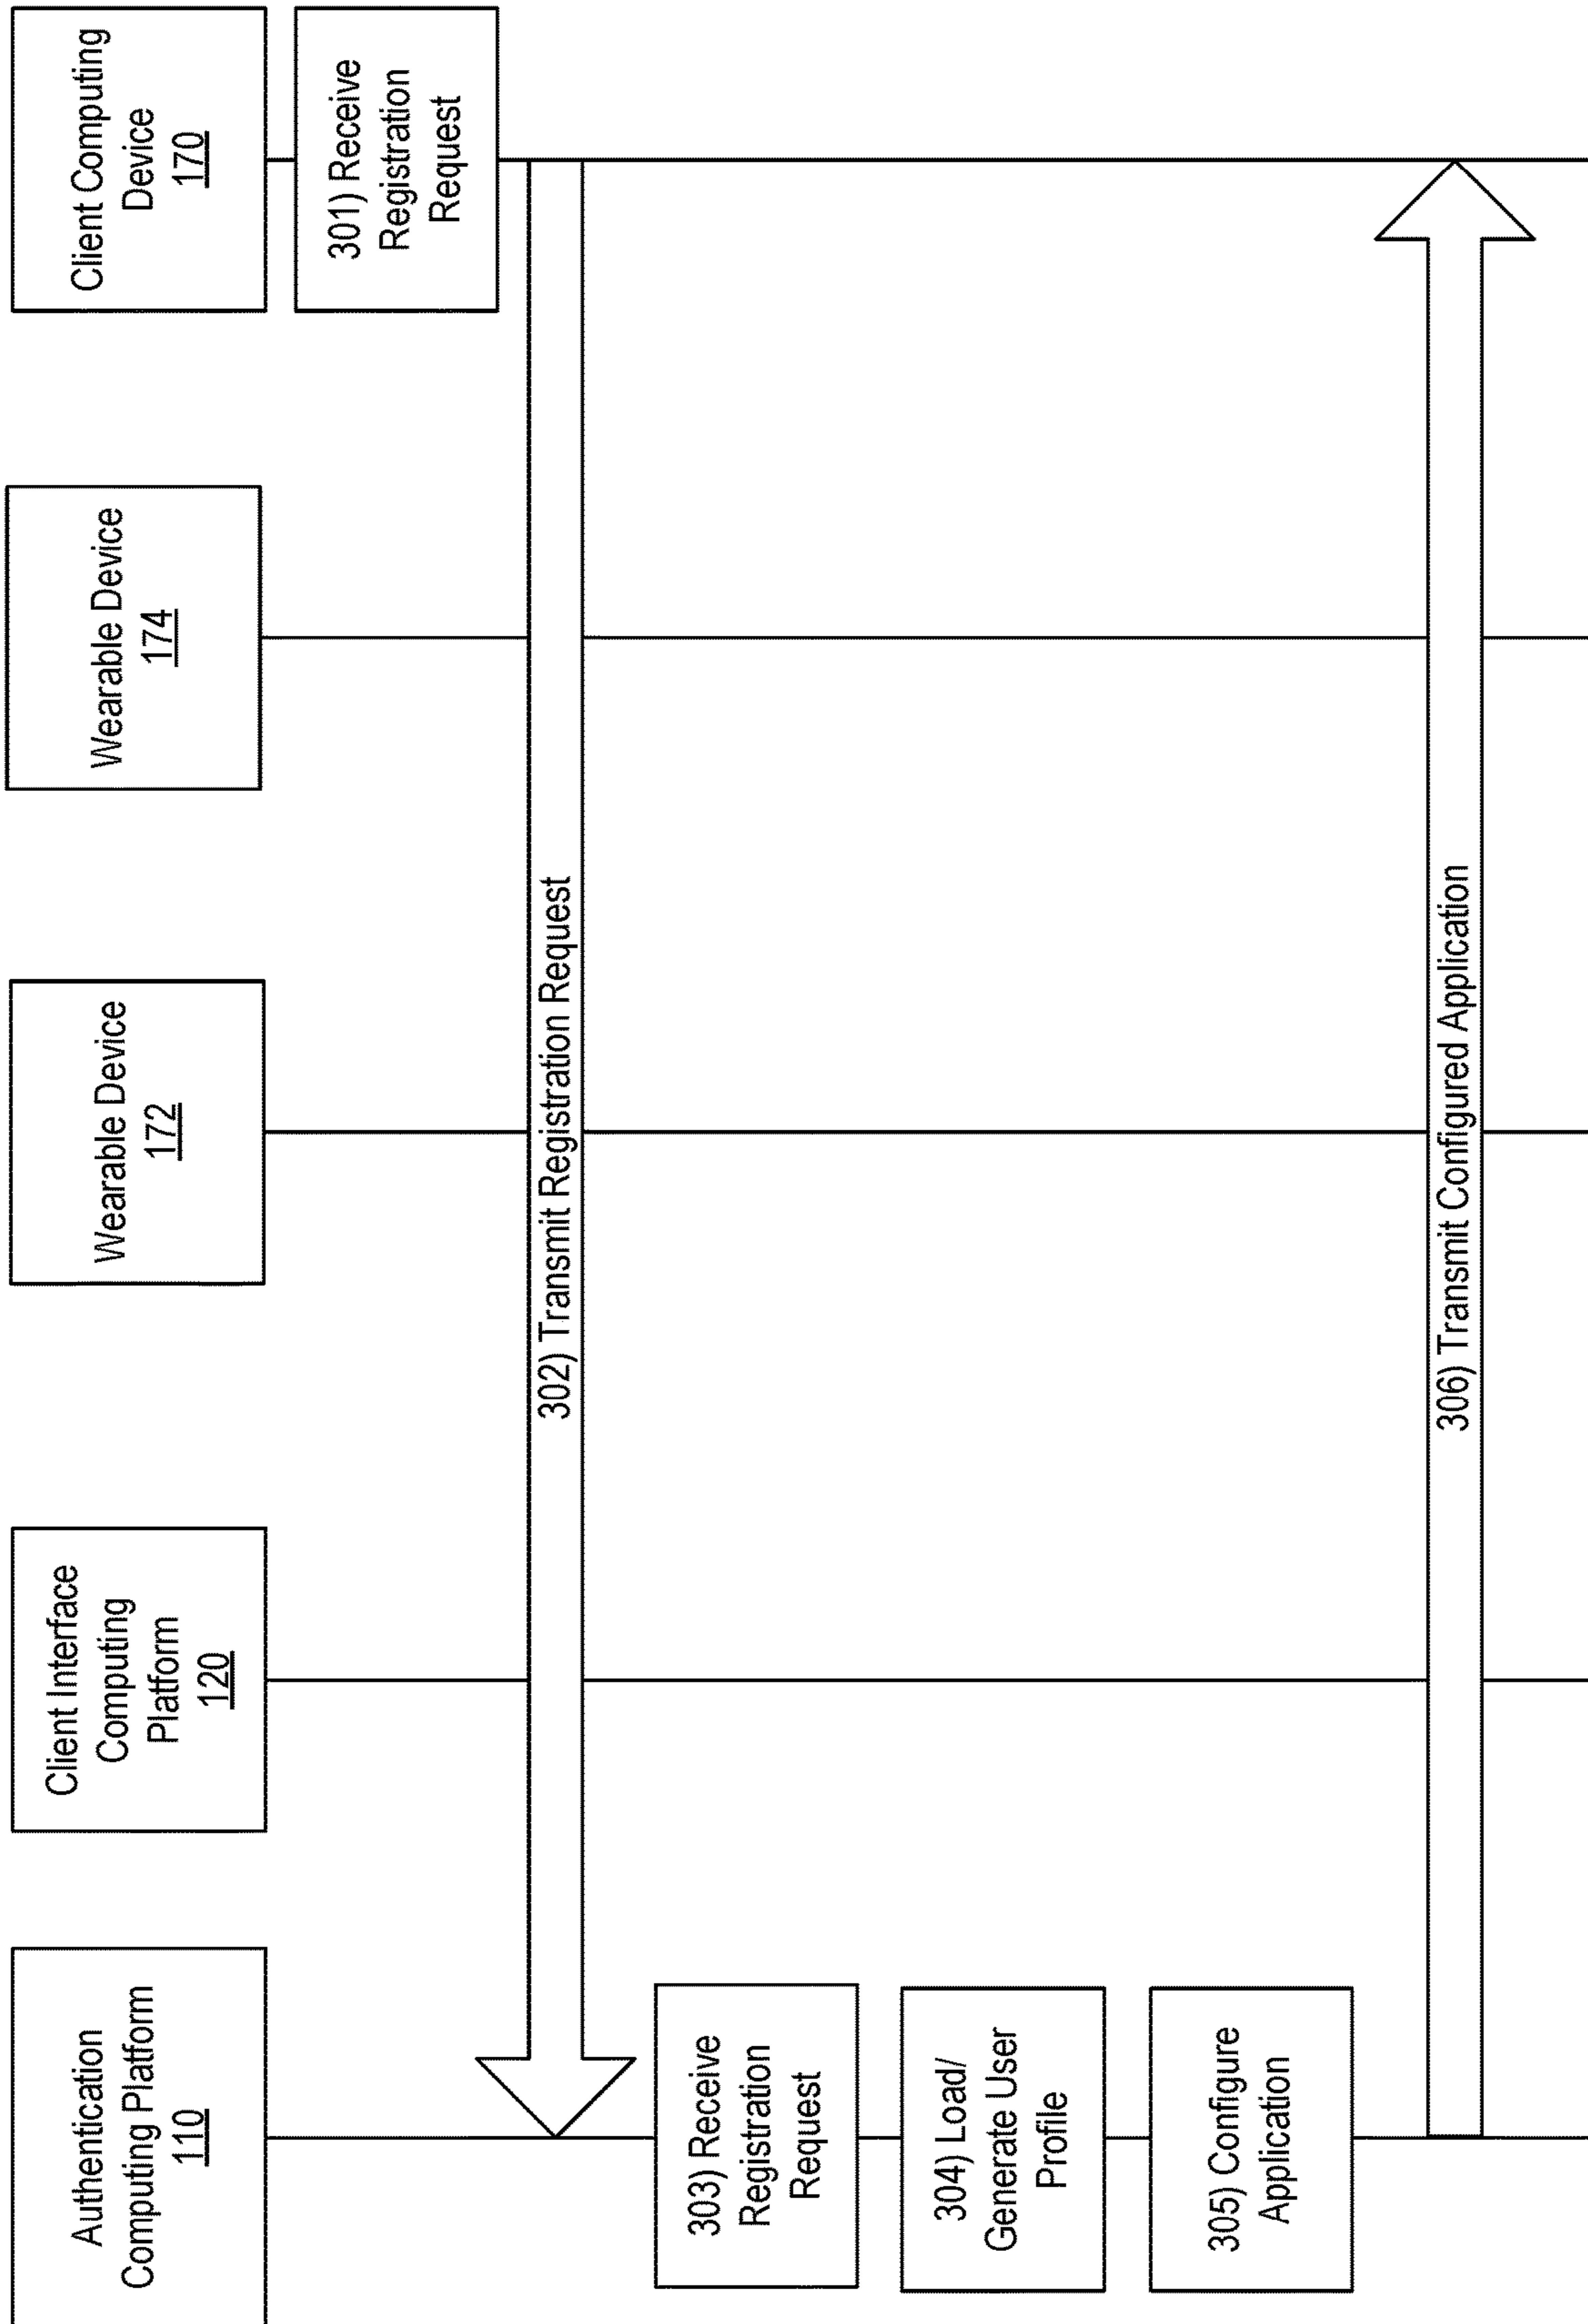 Authentication
Computing Platform
110
Client Interface
Computing
Platform
120
Wearable Device
172
Wearable Device
174
Client Computing
Device
170
301) Receive
Registration
Request
302) Transmit Registration Request
303) Receive
Registration
Request
304) Load/
Generate User
Profile
305) Configure
Application
306) Transmit Configured Application